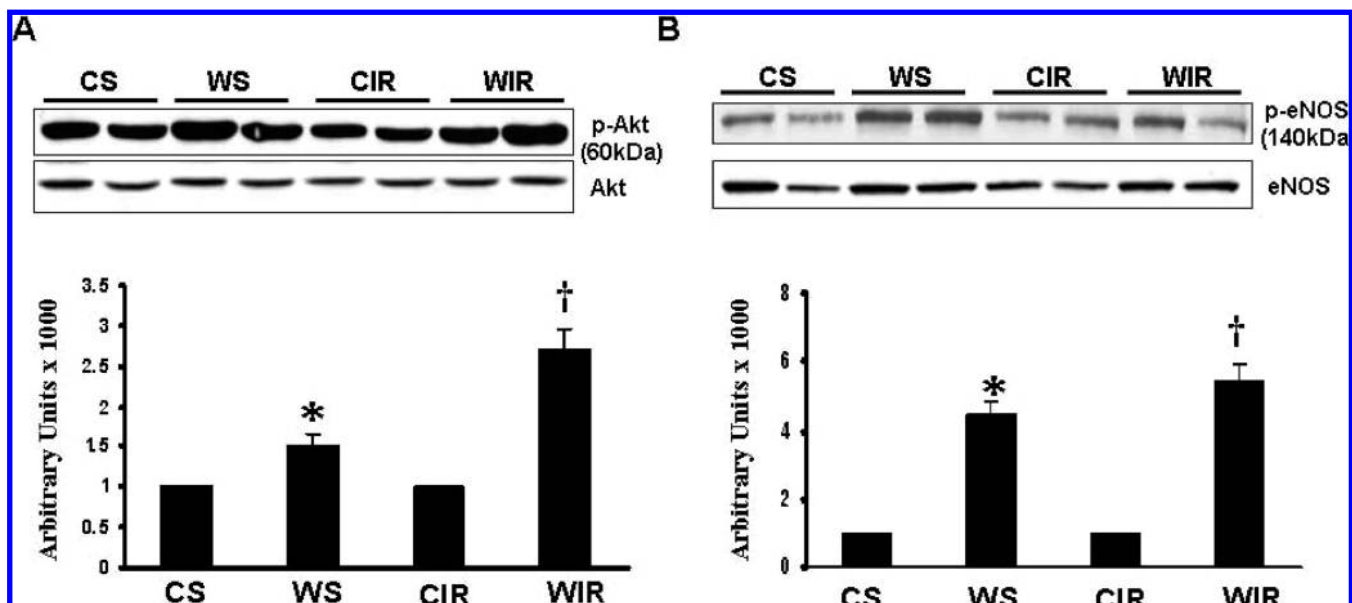 A
CS WS CIR WIR
p-Akt
(60kDa)
Akt
Arbitrary Units x 1000
3.5
3
2.5
2
1.5
1
0.5
0
*
†
CS WS CIR WIR
B
CS WS CIR WIR
p-eNOS
(140kDa
eNOS
Arbitrary Units x 1000
8
6
4
2
0
*
†
CS WS CIR WIR